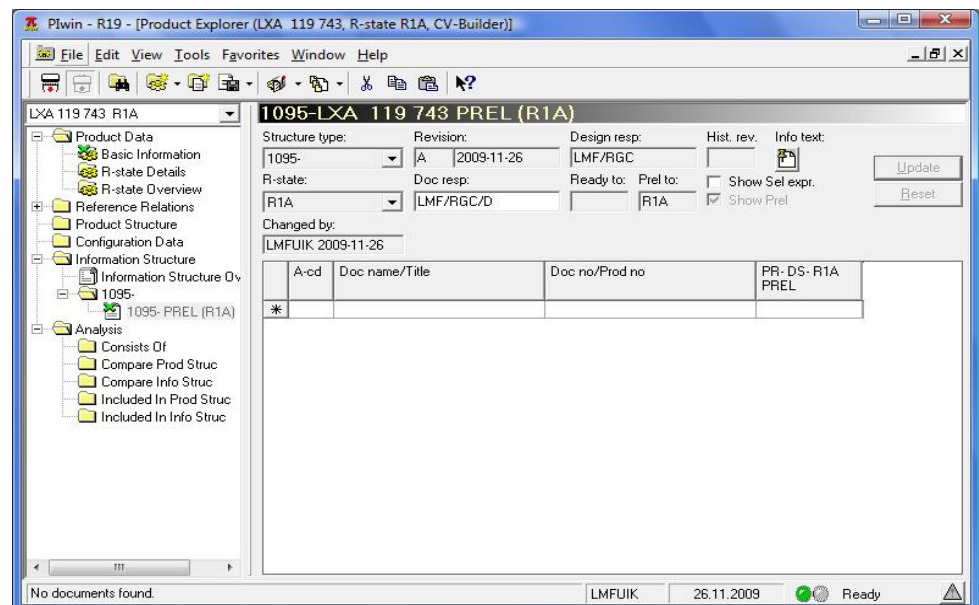 PIwin - R19 - [Product Explorer (LXA 119 743, R-state R1A, CV-Builder)]
File Edit View Tools Favorites Window Help
LXA 119 743 R1A
Product Data
Basic Information
R-state Details
R-state Overview
Reference Relations
Product Structure
Configuration Data
Information Structure
Information Structure Ov
1095-
1095- PREL (R1A)
Analysis
Consists Of
Compare Prod Struc
Compare Info Struc
Included In Prod Struc
Included In Info Struc
1095-LXA 119 743 PREL (R1A)
Structure type: Revision: Design resp: Hist. rev. Info text:
1095- A 2009-11-26 LMF/RGC
Update
R-state: Doc resp: Ready to: Prel to: Show Sel expr.
R1A LMF/RGC/D R1A Show Prel
Reset
Changed by:
LMFUIK 2009-11-26
A-cd Doc name/Title Doc no/Prod no PR- DS- R1A
PREL
*
No documents found. LMFUIK 26.11.2009 Ready